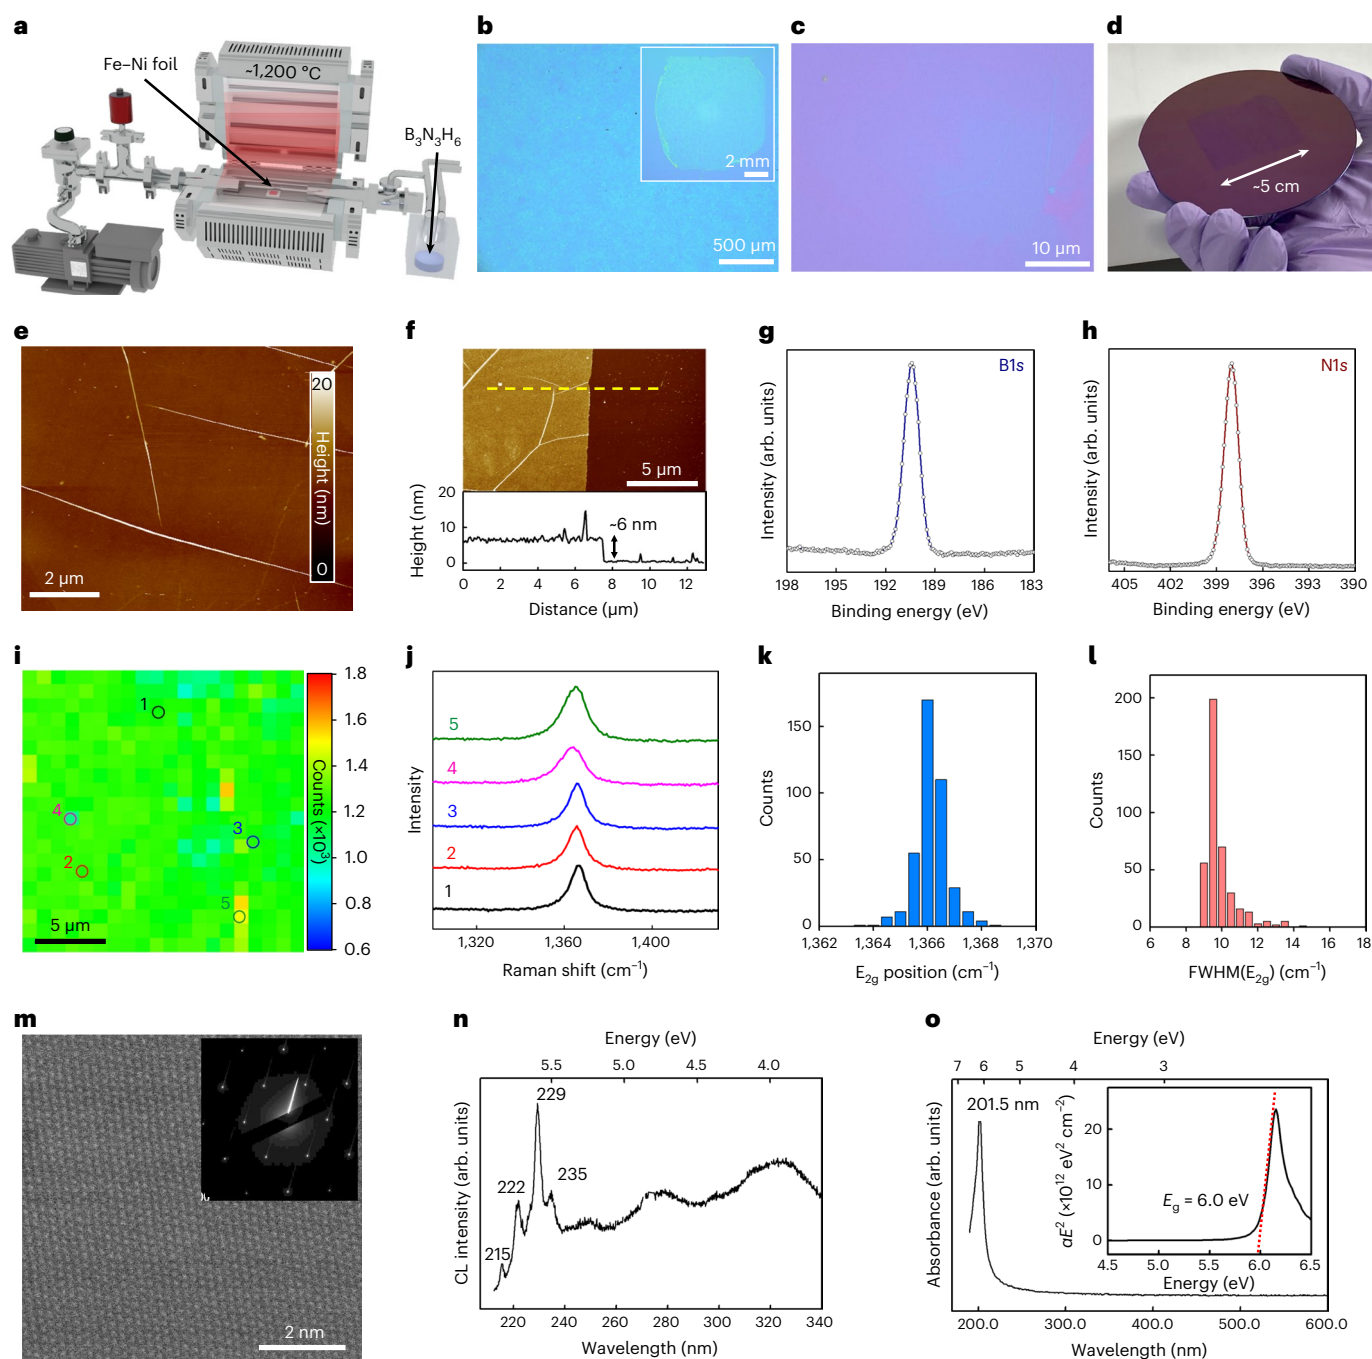 a
Fe–Ni foil
~1,200 °C
B3N3H6
b
2 mm
500 µm
c
10 µm
d
~5 cm
e
20
Height (nm)
0
2 µm
f
5 µm
20
10
0
Height (nm)
~6 nm
0 2 4 6 8 10 12
Distance (µm)
g
B1s
Intensity (arb. units)
198 195 192 189 186 183
Binding energy (eV)
h
N1s
Intensity (arb. units)
405 402 399 396 393 390
Binding energy (eV)
i
1
4
3
2
5
5 µm
1.8
1.6
1.4
1.2
1.0
0.8
0.6
Counts (×10³)
j
5
4
3
2
1
Intensity
1,320 1,360 1,400
Raman shift (cm−1)
k
150
100
50
0
Counts
1,362 1,364 1,366 1,368 1,370
E2g position (cm−1)
l
200
150
100
50
0
Counts
6 8 10 12 14 16 18
FWHM(E2g) (cm−1)
m
2 nm
n
Energy (eV)
5.5 5.0 4.5 4.0
229
235
222
215
CL intensity (arb. units)
220 240 260 280 300 320 340
Wavelength (nm)
o
Energy (eV)
7 6 5 4 3
201.5 nm
Absorbance (arb. units)
20
10
0
αE² (×10¹² eV² cm−2)
Eg = 6.0 eV
4.5 5.0 5.5 6.0 6.5
Energy (eV)
200.0 300.0 400.0 500.0 600.0
Wavelength (nm)